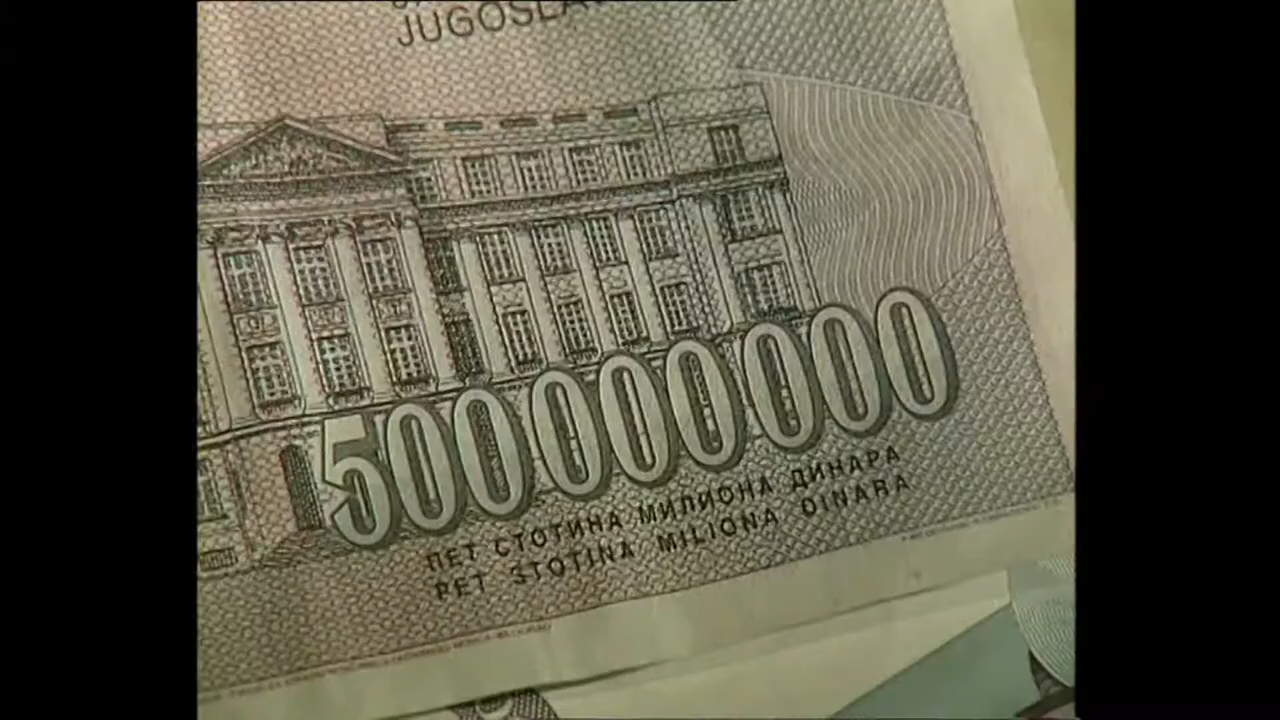 JUGOSLAV
500000000
ПЕТ СТОТИНА МИЛИОНА ДИНАРА
PET STOTINA MILIONA DINARA